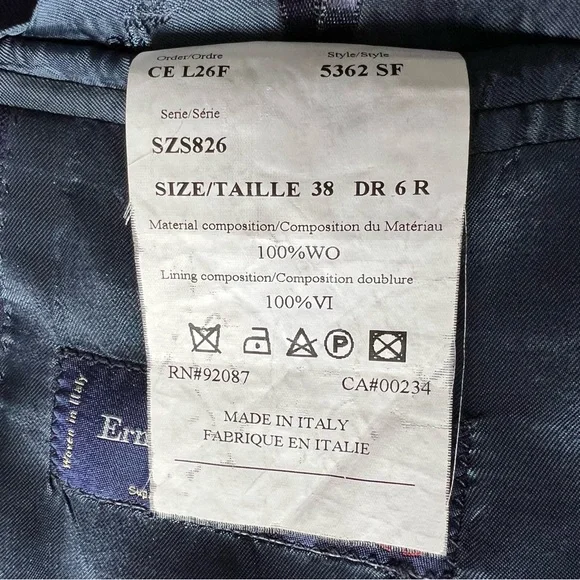 Order/Ordre Style/Style
CE L26F 5362 SF
Serie/Série
SZS826
SIZE/TAILLE 38 DR 6 R
Material composition/Composition du Matériau
100%WO
Lining composition/Composition doublure
100%VI
P
RN#92087 CA#00234
MADE IN ITALY
FABRIQUE EN ITALIE
Woven in Italy